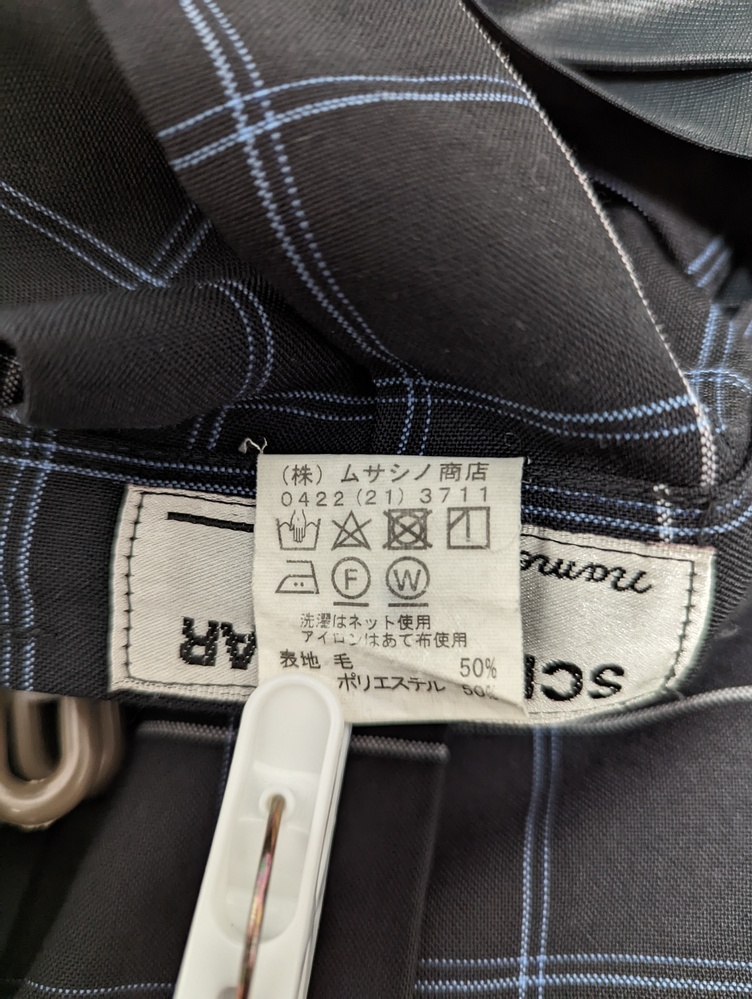 (株) ムサシノ商店
0422(21)3711
F W
洗濯はネット使用
アイロンはあて布使用
表地 毛 50%
ポリエステル 50%
name